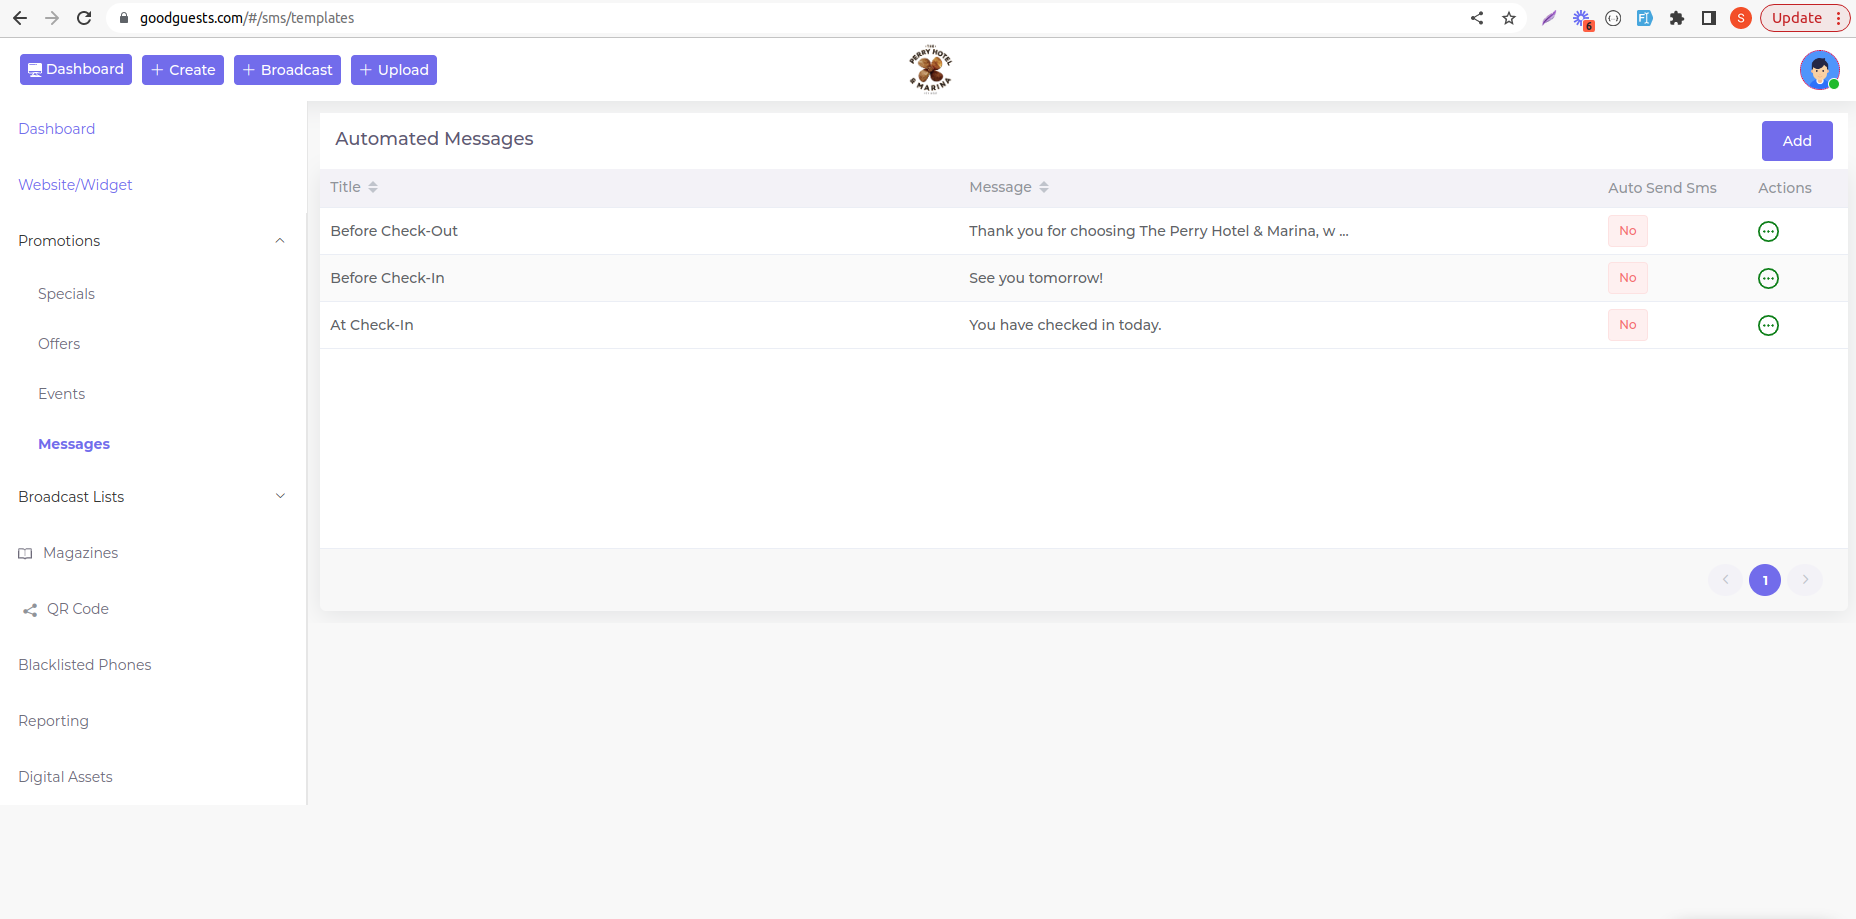 goodguests.com/#/sms/templates
6
S
Update
Dashboard
Create
Broadcast
Upload
PERRY HOTEL
& MARINA
Dashboard
Website/Widget
Promotions
Specials
Offers
Events
Messages
Broadcast Lists
Magazines
QR Code
Blacklisted Phones
Reporting
Digital Assets
Automated Messages
Add
Title Message Auto Send Sms Actions
Before Check-Out Thank you for choosing The Perry Hotel & Marina, w ... No
Before Check-In See you tomorrow! No
At Check-In You have checked in today. No
1